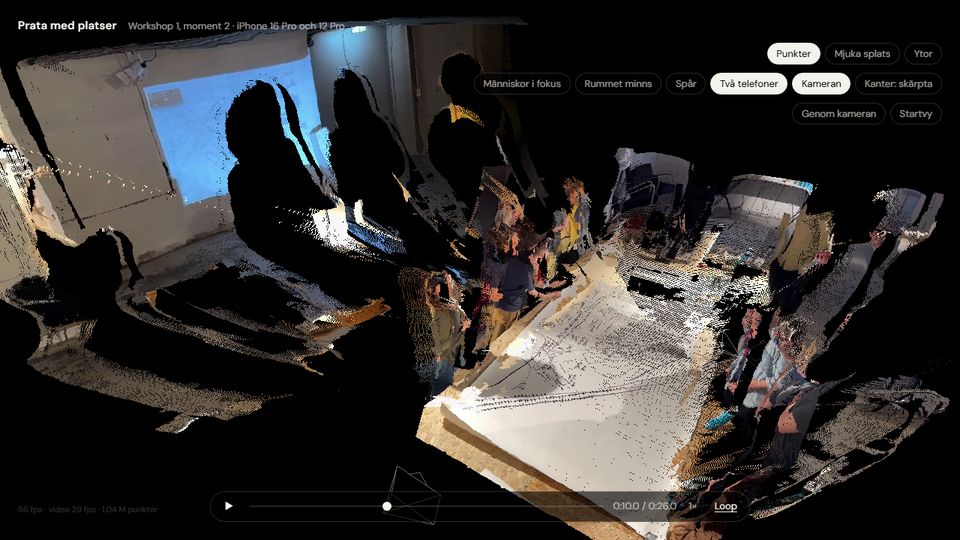 Prata med platser Workshop 1, moment 2 · iPhone 16 Pro och 12 Pro
Punkter Mjuka splats Ytor
Människor i fokus Rummet minns Spår Två telefoner Kameran Kanter: skärpta
Genom kameran Startvy
56 fps · video 29 fps · 1.04 M punkter
0:10.0 / 0:26.0 1× Loop